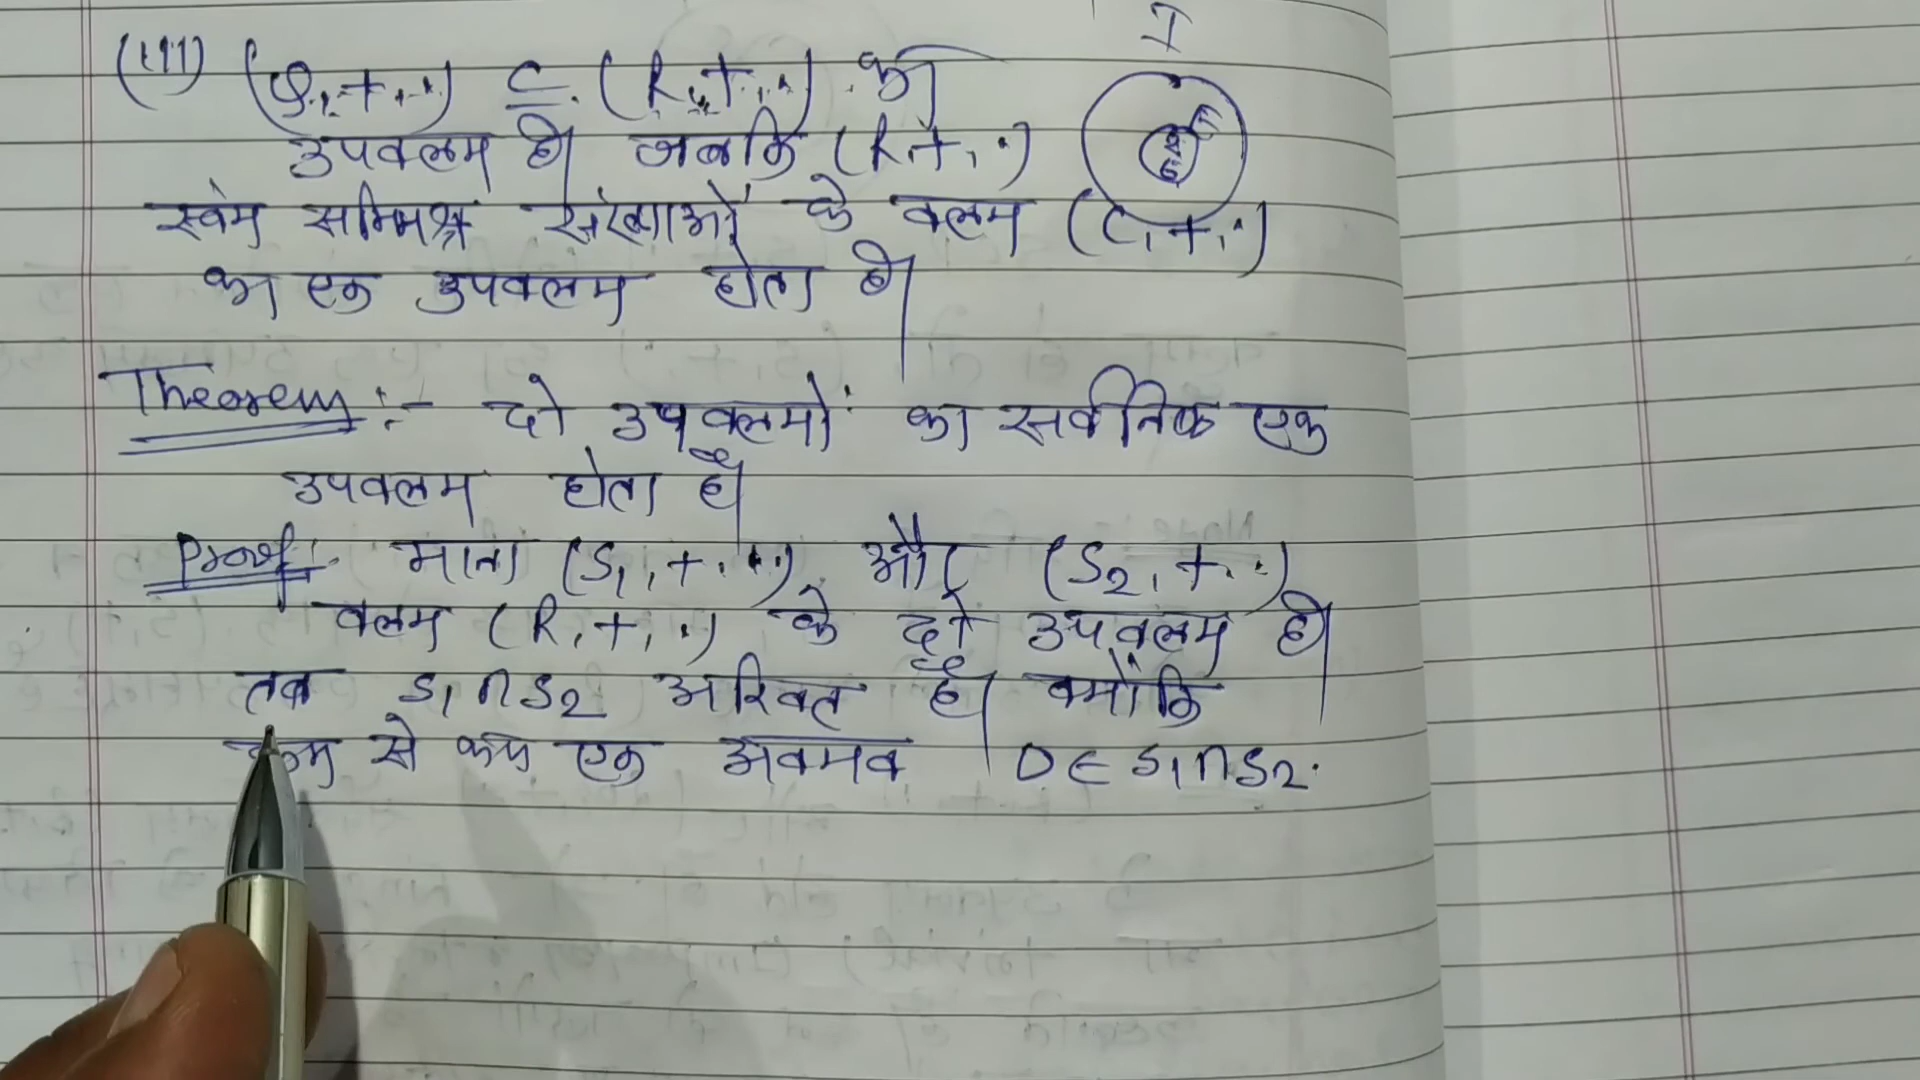 (iii) (Q,+,·) ⊆ (R,+,·) का
उपवलय है। जबकि (R,+,·)
स्वयं सम्मिश्र संख्याओं के वलय (C,+,·)
का एक उपवलय होता है।
Theorem:- दो उपवलयों का सर्वनिष्ठ एक
उपवलय होता है।
Proof:- माना (S1,+,·) और (S2,+,·)
वलय (R,+,·) के दो उपवलय है।
तब S1∩S2 अरिक्त है। क्योंकि
कम से कम एक अवयव 0∈S1∩S2.